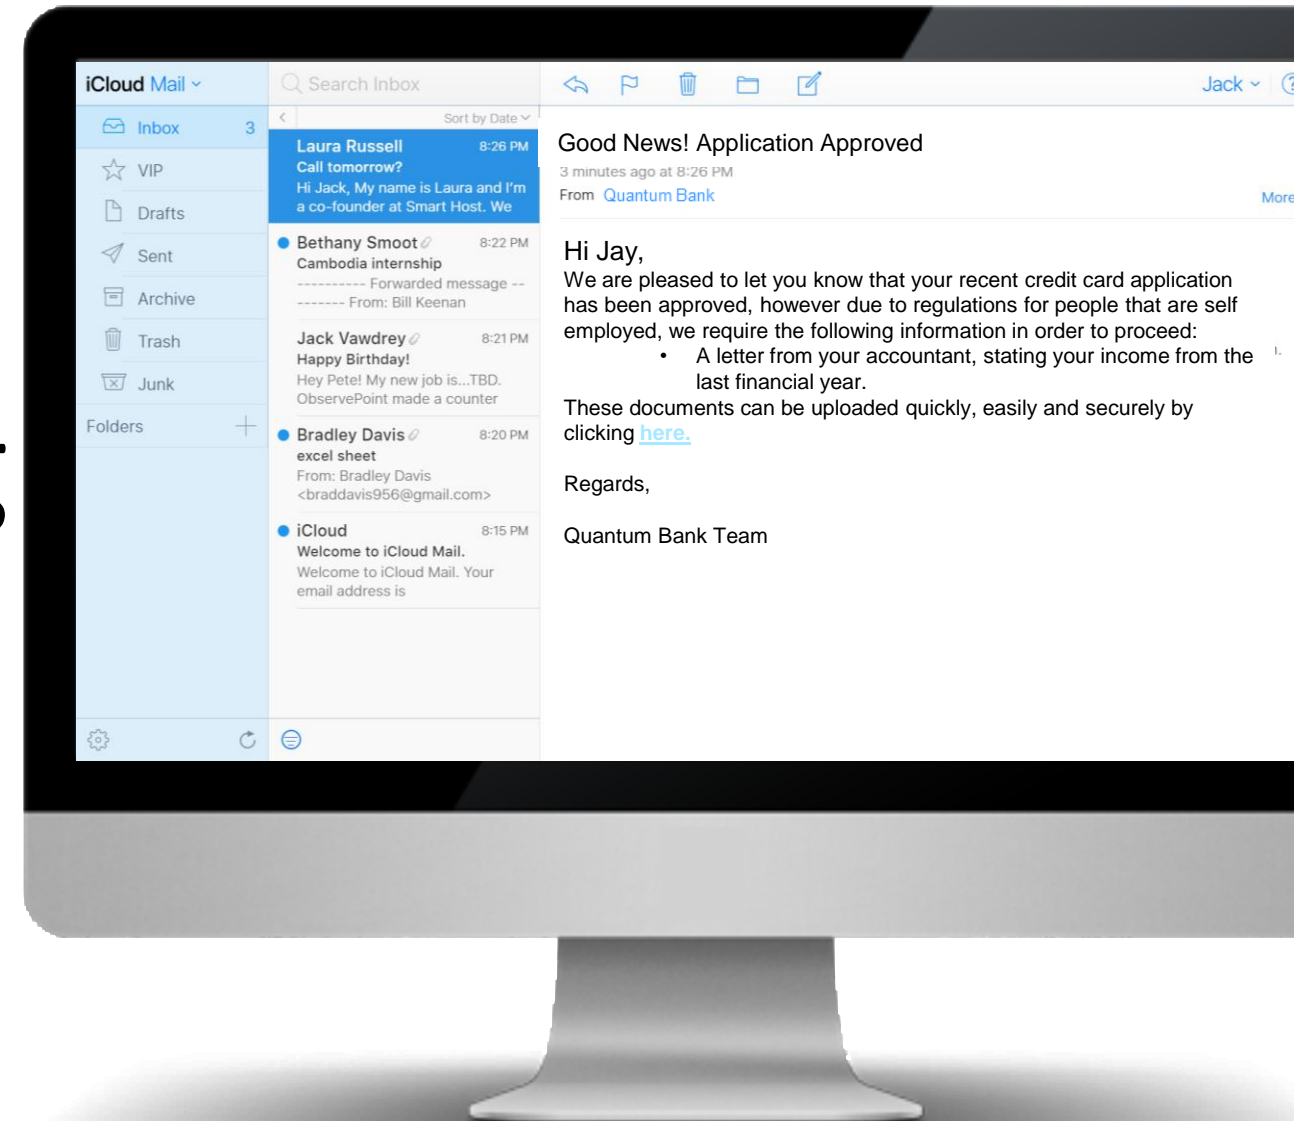 iCloud Mail
Search Inbox
Jack
Inbox 3
VIP
Drafts
Sent
Archive
Trash
Junk
Folders
Sort by Date
Laura Russell 8:26 PM
Call tomorrow?
Hi Jack, My name is Laura and I'm
a co-founder at Smart Host. We
Bethany Smoot 8:22 PM
Cambodia internship
---------- Forwarded message --
------- From: Bill Keenan
Jack Vawdrey 8:21 PM
Happy Birthday!
Hey Pete! My new job is...TBD.
ObservePoint made a counter
Bradley Davis 8:20 PM
excel sheet
From: Bradley Davis
<braddavis956@gmail.com>
iCloud 8:15 PM
Welcome to iCloud Mail.
Welcome to iCloud Mail. Your
email address is
Good News! Application Approved
3 minutes ago at 8:26 PM
From Quantum Bank
More
Hi Jay,
We are pleased to let you know that your recent credit card application
has been approved, however due to regulations for people that are self
employed, we require the following information in order to proceed:
• A letter from your accountant, stating your income from the
last financial year.
These documents can be uploaded quickly, easily and securely by
clicking here.
Regards,
Quantum Bank Team